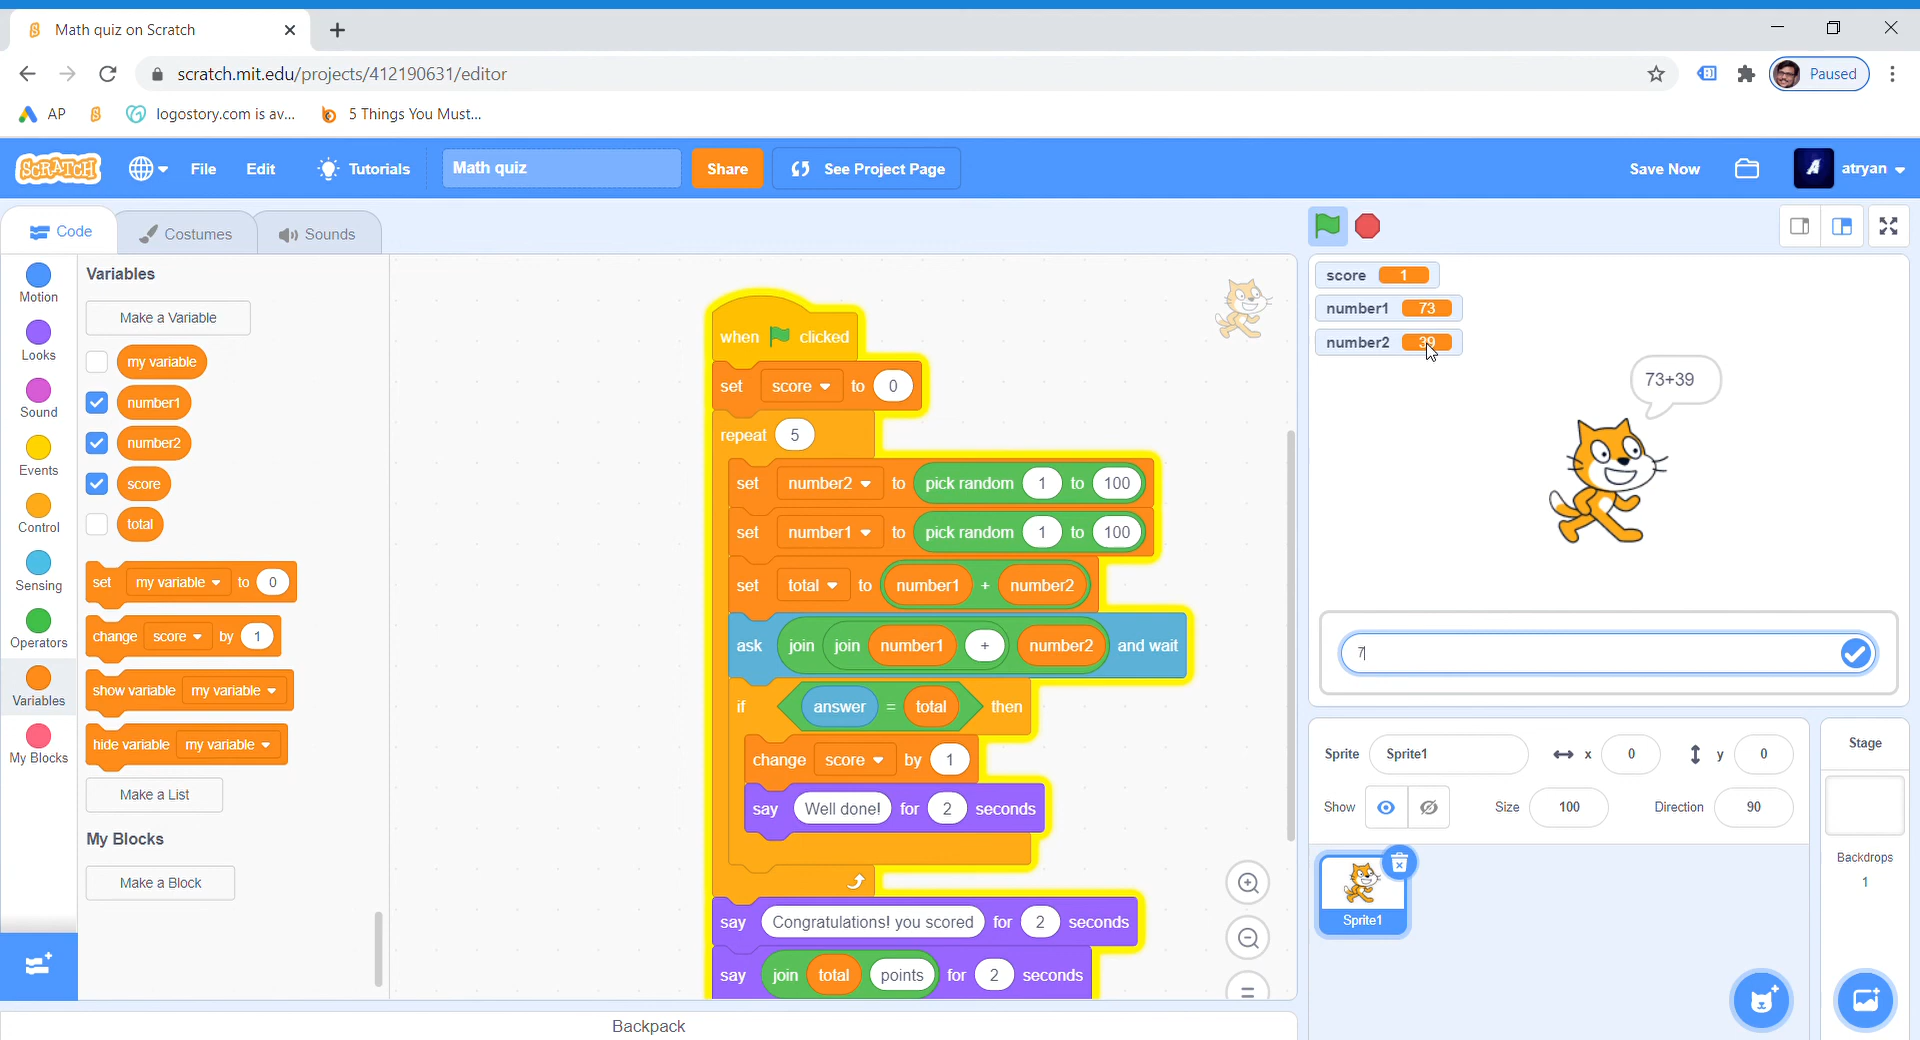 Math quiz on Scratch
scratch.mit.edu/projects/412190631/editor
Paused
AP
logostory.com is av...
5 Things You Must...
SCRATCH
File
Edit
Tutorials
Math quiz
Share
See Project Page
Save Now
atryan
Code
Costumes
Sounds
Motion
Looks
Sound
Events
Control
Sensing
Operators
Variables
My Blocks
Variables
Make a Variable
my variable
number1
number2
score
total
set my variable to 0
change score by 1
show variable my variable
hide variable my variable
Make a List
My Blocks
Make a Block
when clicked
set score to 0
repeat 5
set number2 to pick random 1 to 100
set number1 to pick random 1 to 100
set total to number1 + number2
ask join join number1 + number2 and wait
if answer = total then
change score by 1
say Well done! for 2 seconds
say Congratulations! you scored for 2 seconds
say join total points for 2 seconds
Backpack
score 1
number1 73
number2 39
73+39
7
Sprite Sprite1 x 0 y 0
Show Size 100 Direction 90
Sprite1
Stage
Backdrops
1